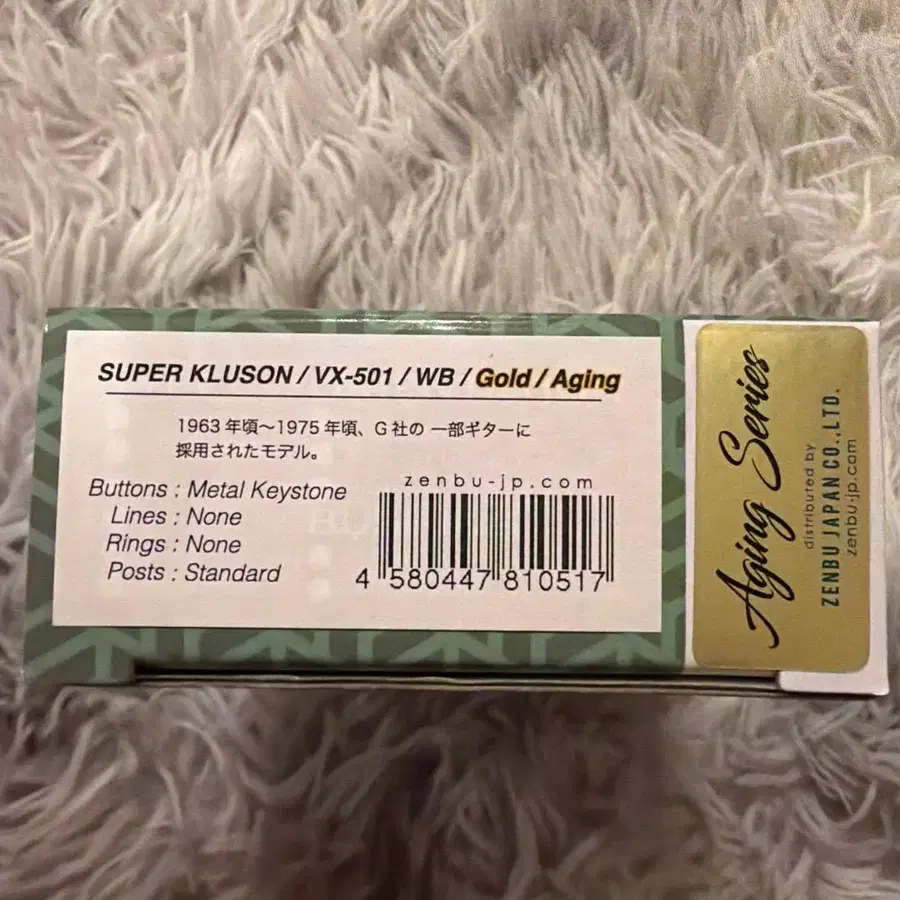 SUPER KLUSON / VX-501 / WB / Gold / Aging
1963 年頃〜1975 年頃、G 社の 一部ギターに
採用されたモデル。
Buttons : Metal Keystone
Lines : None
Rings : None
Posts : Standard
zenbu-jp.com
4 580447 810517
Aging Series
distributed by
ZENBU JAPAN CO.,LTD.
zenbu-jp.com